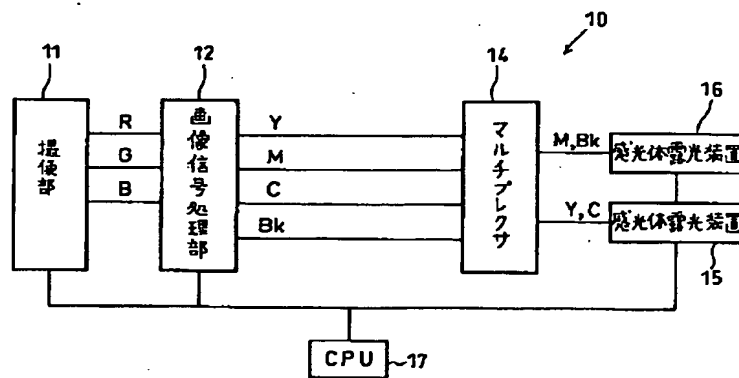 10
11
12
14
16
撮像部
R
G
B
画像信号処理部
Y
M
C
Bk
マルチプレクサ
M,Bk
Y,C
感光体露光装置
感光体露光装置
15
CPU
17